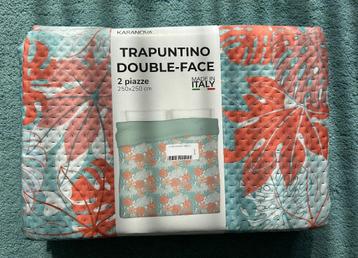 KARANOVA
TRAPUNTINO
DOUBLE-FACE
2 piazze
250x250 cm
MADE IN
ITALY